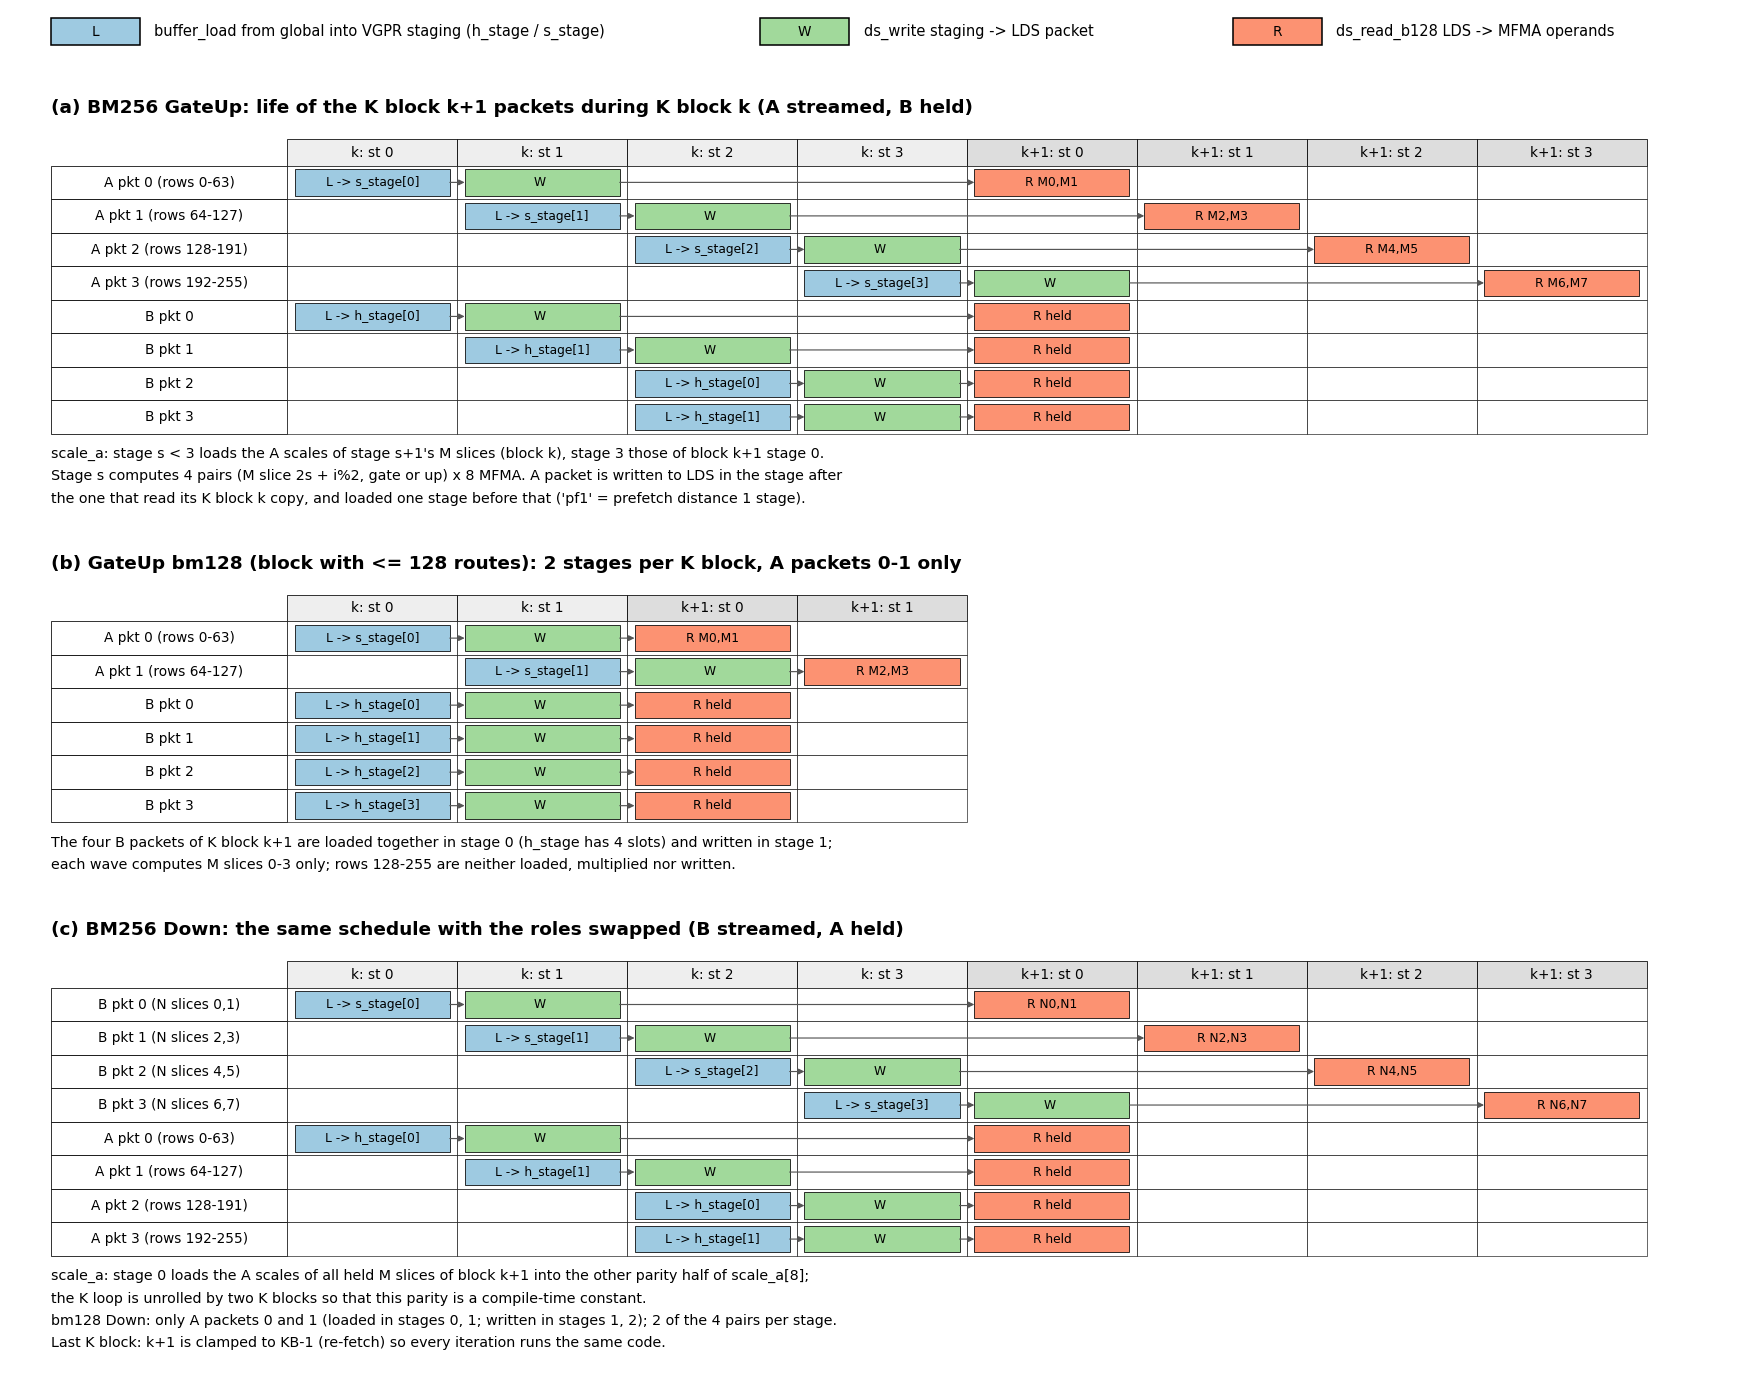 L buffer_load from global into VGPR staging (h_stage / s_stage) W ds_write staging -> LDS packet R ds_read_b128 LDS -> MFMA operands
(a) BM256 GateUp: life of the K block k+1 packets during K block k (A streamed, B held)
k: st 0 k: st 1 k: st 2 k: st 3 k+1: st 0 k+1: st 1 k+1: st 2 k+1: st 3
A pkt 0 (rows 0-63) L -> s_stage[0] W R M0,M1
A pkt 1 (rows 64-127) L -> s_stage[1] W R M2,M3
A pkt 2 (rows 128-191) L -> s_stage[2] W R M4,M5
A pkt 3 (rows 192-255) L -> s_stage[3] W R M6,M7
B pkt 0 L -> h_stage[0] W R held
B pkt 1 L -> h_stage[1] W R held
B pkt 2 L -> h_stage[0] W R held
B pkt 3 L -> h_stage[1] W R held
scale_a: stage s < 3 loads the A scales of stage s+1's M slices (block k), stage 3 those of block k+1 stage 0.
Stage s computes 4 pairs (M slice 2s + i%2, gate or up) x 8 MFMA. A packet is written to LDS in the stage after
the one that read its K block k copy, and loaded one stage before that ('pf1' = prefetch distance 1 stage).
(b) GateUp bm128 (block with <= 128 routes): 2 stages per K block, A packets 0-1 only
k: st 0 k: st 1 k+1: st 0 k+1: st 1
A pkt 0 (rows 0-63) L -> s_stage[0] W R M0,M1
A pkt 1 (rows 64-127) L -> s_stage[1] W R M2,M3
B pkt 0 L -> h_stage[0] W R held
B pkt 1 L -> h_stage[1] W R held
B pkt 2 L -> h_stage[2] W R held
B pkt 3 L -> h_stage[3] W R held
The four B packets of K block k+1 are loaded together in stage 0 (h_stage has 4 slots) and written in stage 1;
each wave computes M slices 0-3 only; rows 128-255 are neither loaded, multiplied nor written.
(c) BM256 Down: the same schedule with the roles swapped (B streamed, A held)
k: st 0 k: st 1 k: st 2 k: st 3 k+1: st 0 k+1: st 1 k+1: st 2 k+1: st 3
B pkt 0 (N slices 0,1) L -> s_stage[0] W R N0,N1
B pkt 1 (N slices 2,3) L -> s_stage[1] W R N2,N3
B pkt 2 (N slices 4,5) L -> s_stage[2] W R N4,N5
B pkt 3 (N slices 6,7) L -> s_stage[3] W R N6,N7
A pkt 0 (rows 0-63) L -> h_stage[0] W R held
A pkt 1 (rows 64-127) L -> h_stage[1] W R held
A pkt 2 (rows 128-191) L -> h_stage[0] W R held
A pkt 3 (rows 192-255) L -> h_stage[1] W R held
scale_a: stage 0 loads the A scales of all held M slices of block k+1 into the other parity half of scale_a[8];
the K loop is unrolled by two K blocks so that this parity is a compile-time constant.
bm128 Down: only A packets 0 and 1 (loaded in stages 0, 1; written in stages 1, 2); 2 of the 4 pairs per stage.
Last K block: k+1 is clamped to KB-1 (re-fetch) so every iteration runs the same code.